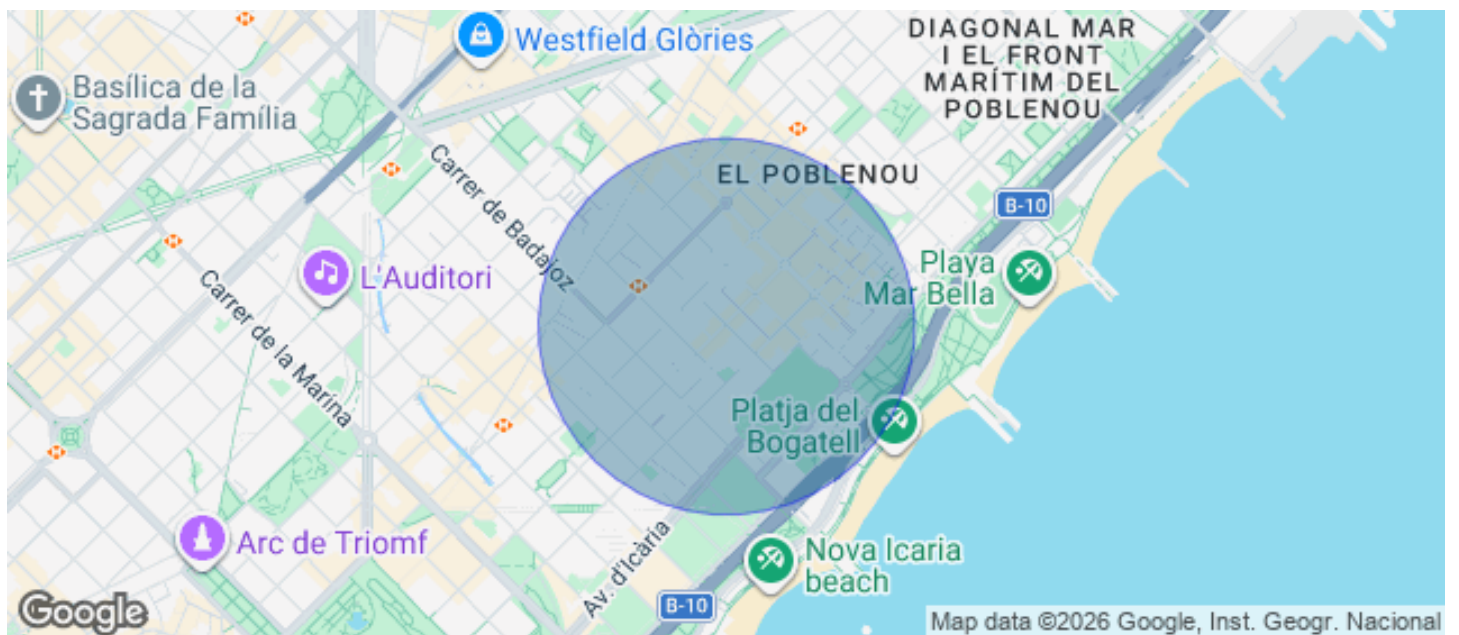 DIAGONAL MAR
I EL FRONT
MARÍTIM DEL
POBLENOU
Westfield Glòries
Basílica de la
Sagrada Família
Carrer de Badajoz
EL POBLENOU
B-10
L'Auditori
Playa
Mar Bella
Carrer de la Marina
Platja del
Bogatell
Arc de Triomf
Av. d'Icària
Nova Icaria
beach
B-10
Google
Map data ©2026 Google, Inst. Geogr. Nacional